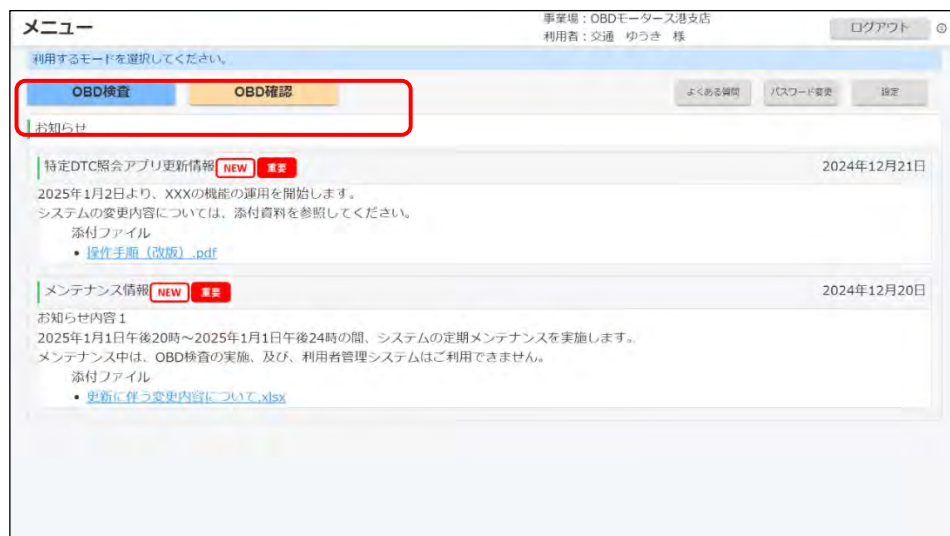 メニュー
事業場：OBDモータース港支店
利用者：交通 ゆうき 様
ログアウト
利用するモードを選択してください。
OBD検査
OBD確認
よくある質問
パスワード変更
設定
お知らせ
特定DTC照会アプリ更新情報 NEW 重要 2024年12月21日
2025年1月2日より、XXXの機能の運用を開始します。
システムの変更内容については、添付資料を参照してください。
添付ファイル
• 操作手順（改版）.pdf
メンテナンス情報 NEW 重要 2024年12月20日
お知らせ内容１
2025年1月1日午後20時～2025年1月1日午後24時の間、システムの定期メンテナンスを実施します。
メンテナンス中は、OBD検査の実施、及び、利用者管理システムはご利用できません。
添付ファイル
• 更新に伴う変更内容について.xlsx